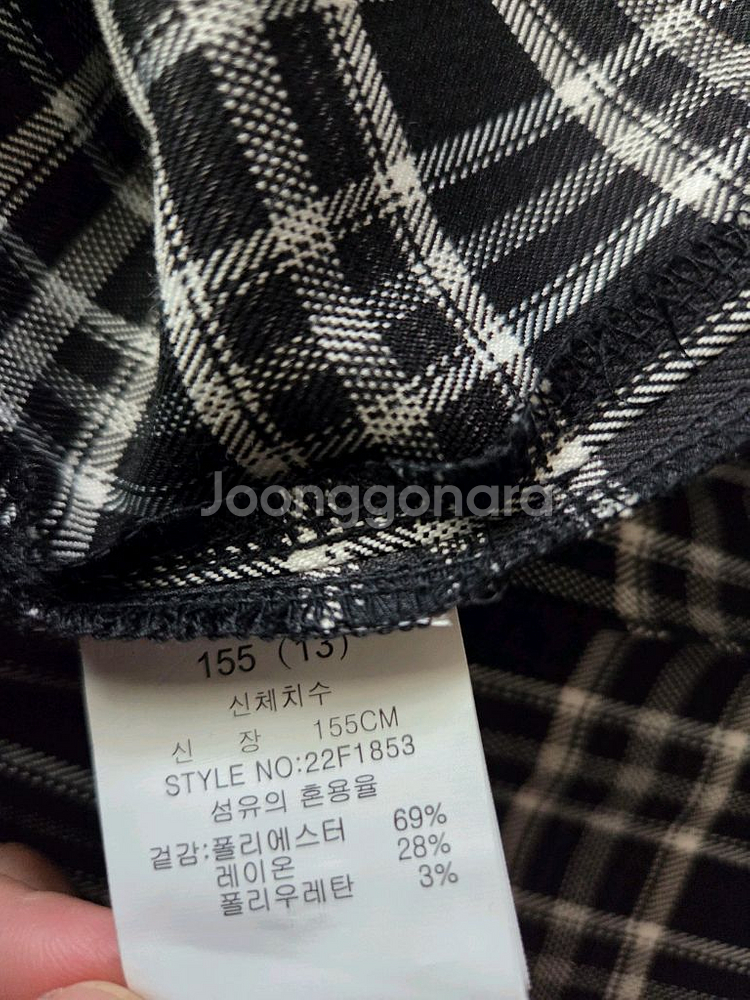 Joonggonara
155 (13)
신체치수
신 장 155CM
STYLE NO:22F1853
섬유의 혼용율
겉감:폴리에스터 69%
레이온 28%
폴리우레탄 3%